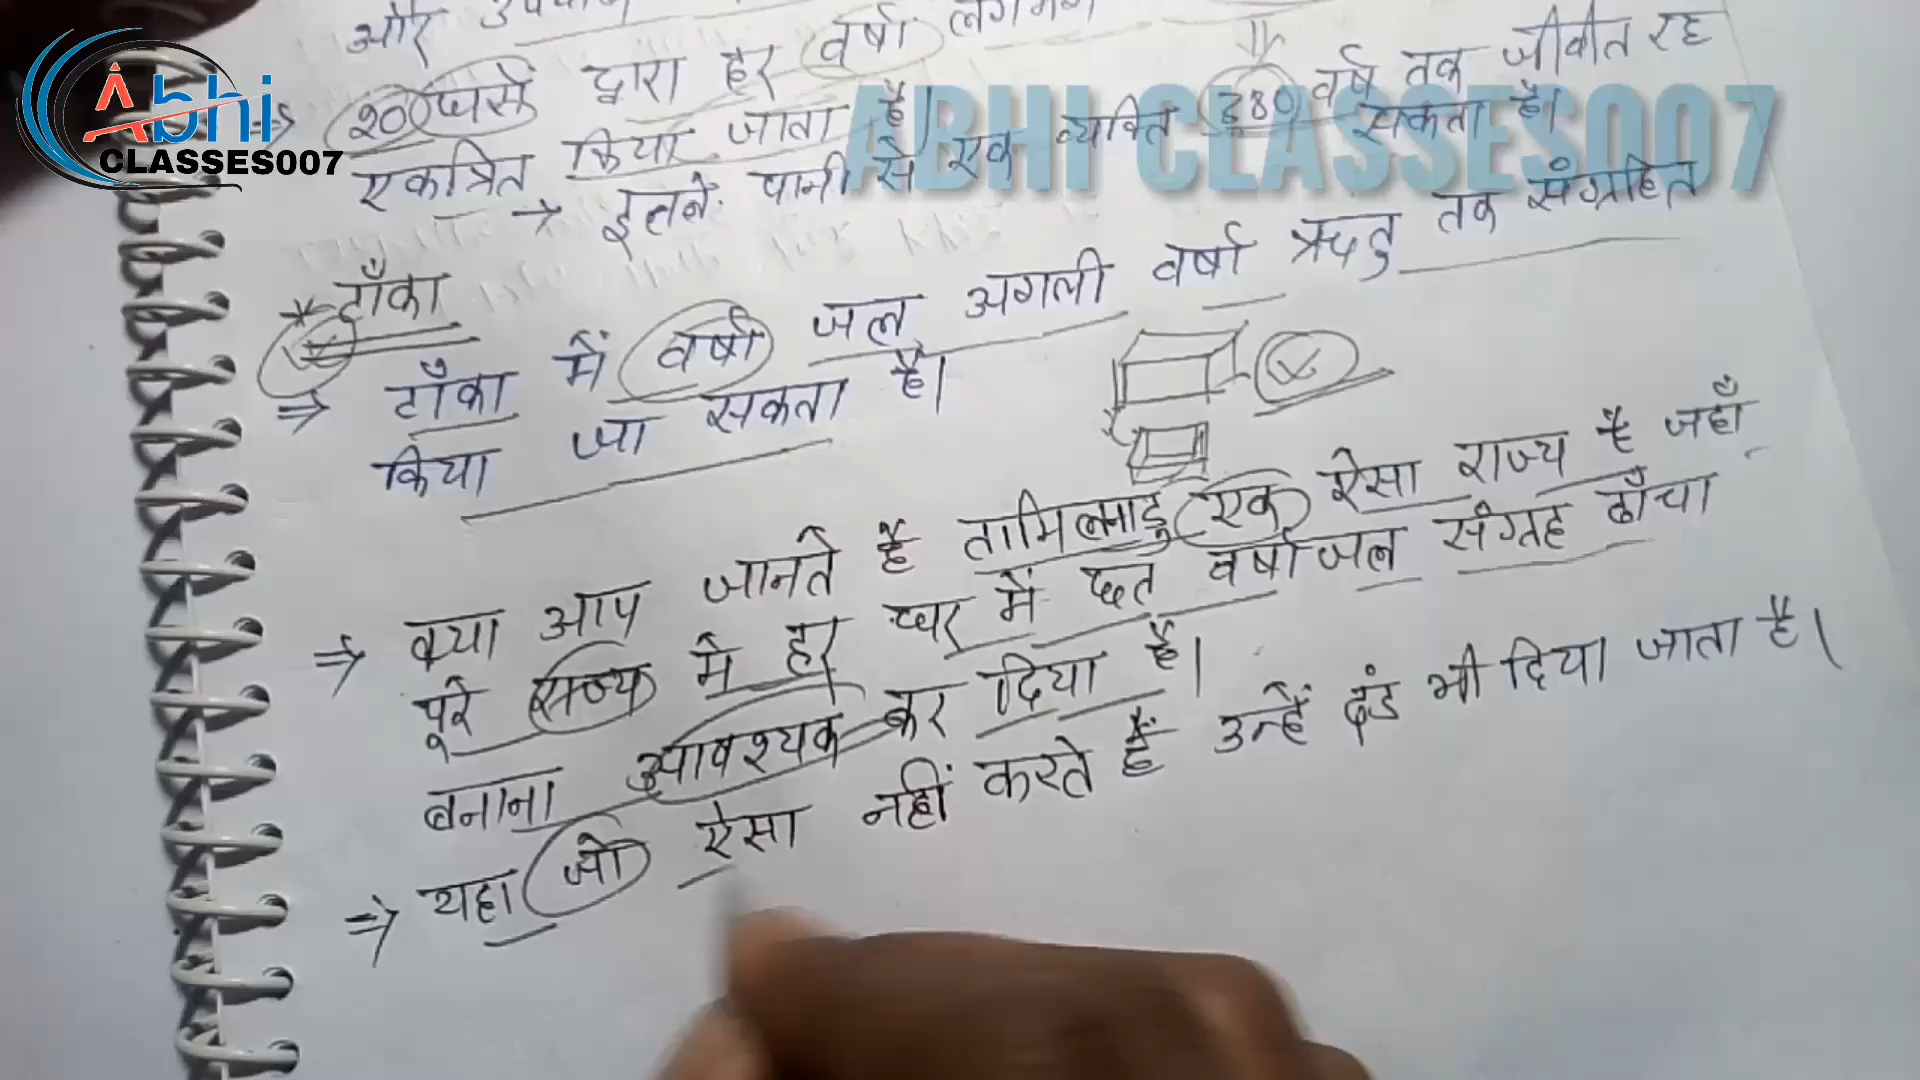 Abhi
CLASSES007
ABHI CLASSES007
और
20 घरों द्वारा हर वर्षा लगभग
एकत्रित किया जाता है।
→ इतने पानी से एक व्यक्ति 380 वर्ष तक जीवीत रह
सकता है।
* टाँका
⇒ टाँका में वर्षा जल अगली वर्षा ऋतु तक संग्रहित
किया जा सकता है।
⇒ क्या आप जानते है तामिलनाडु एक ऐसा राज्य है जहाँ
पूरे राज्य मे हर घर में छत वर्षाजल संग्रह ढाँचा
बनाना आवश्यक कर दिया है।
⇒ यहा जो ऐसा नहीं करते हैं उन्हें दंड भी दिया जाता है।